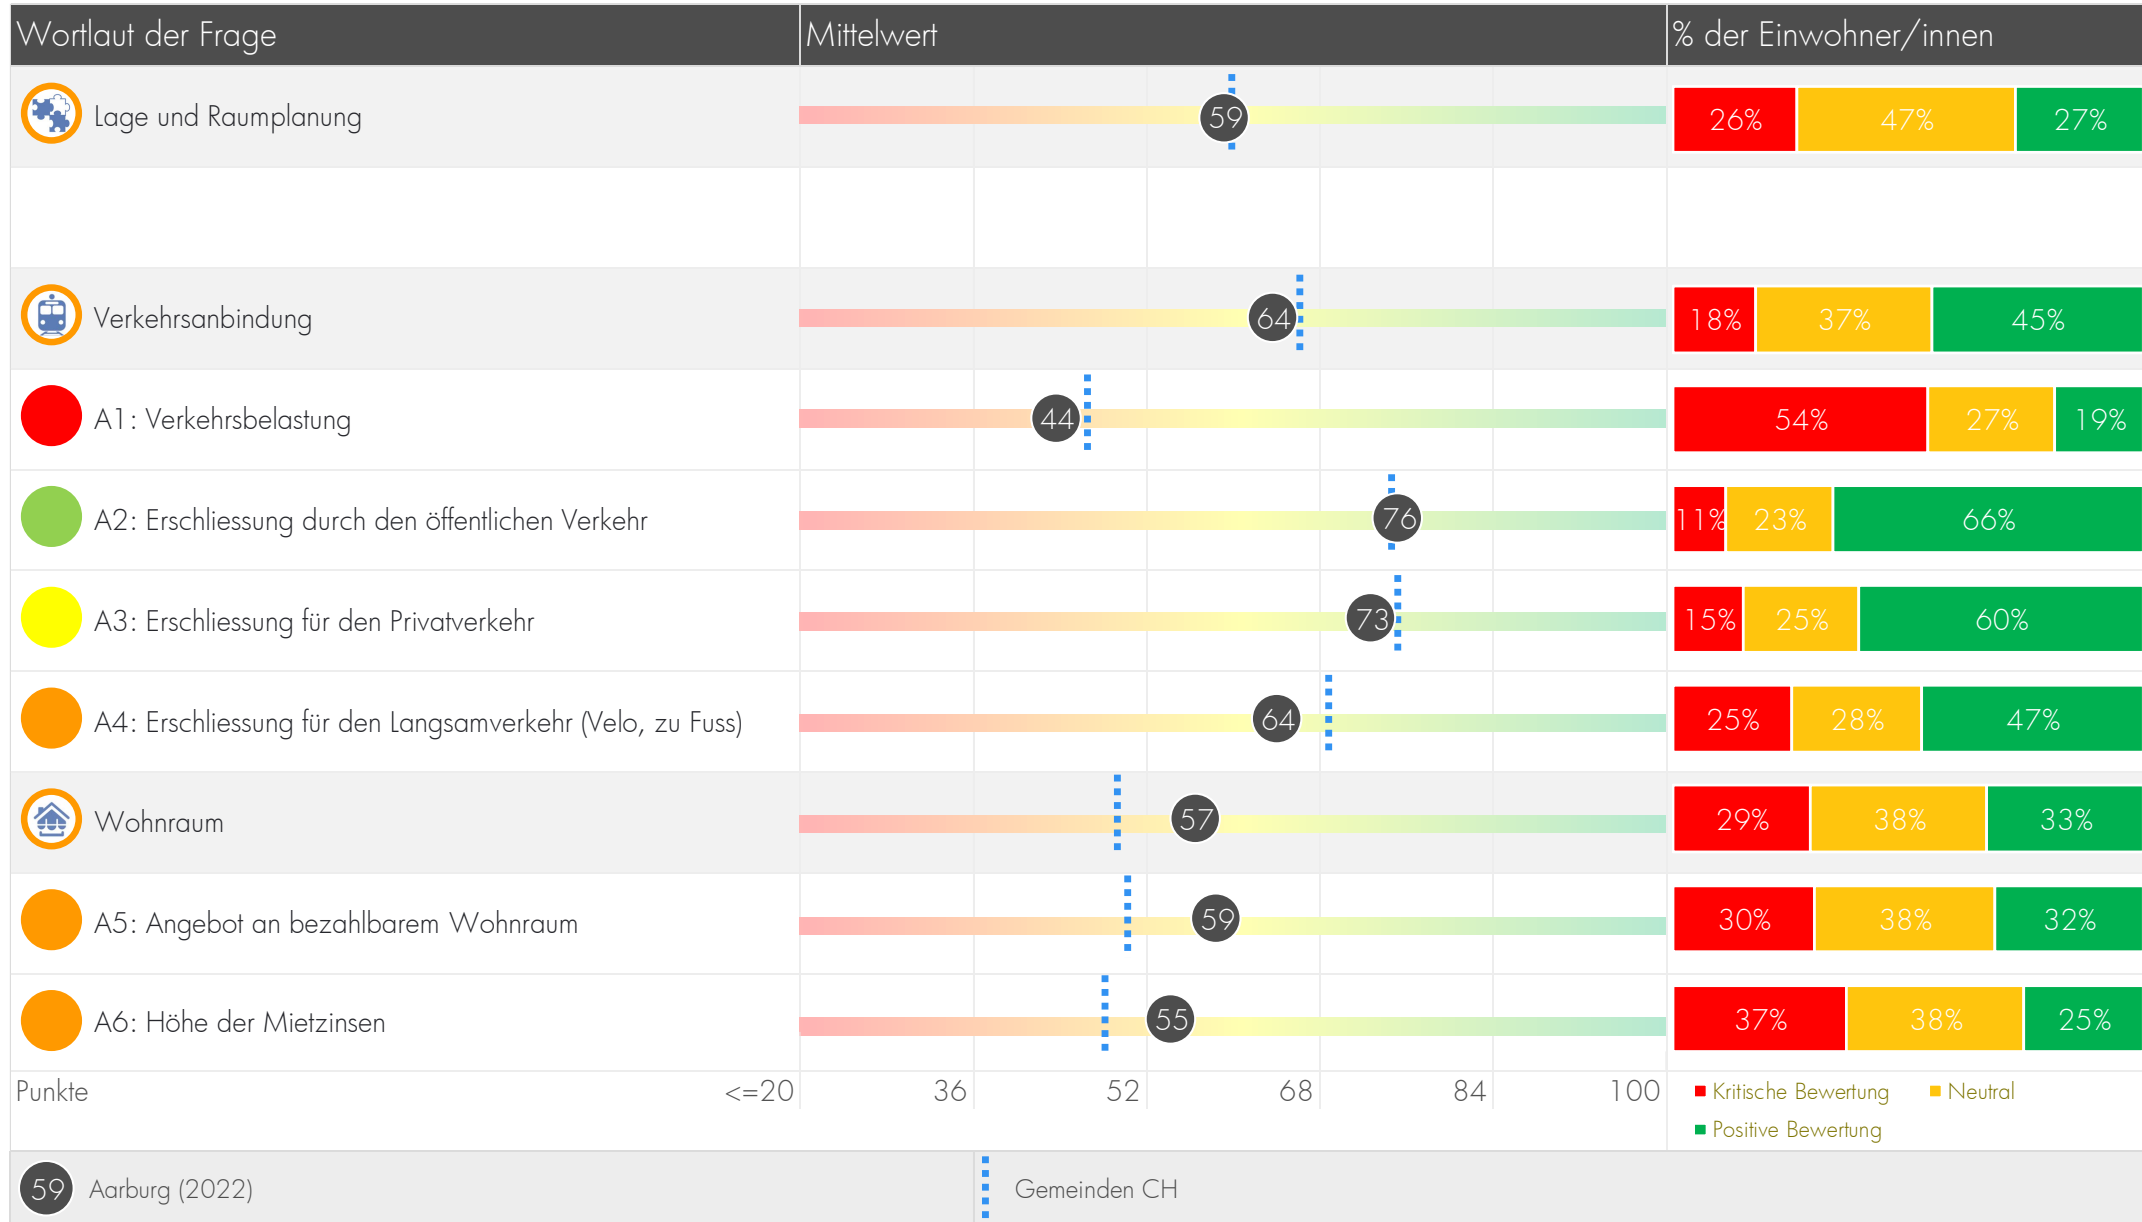 Wortlaut der Frage Mittelwert % der Einwohner/innen
Lage und Raumplanung 59 26% 47% 27%
Verkehrsanbindung 64 18% 37% 45%
A1: Verkehrsbelastung 44 54% 27% 19%
A2: Erschliessung durch den öffentlichen Verkehr 76 11% 23% 66%
A3: Erschliessung für den Privatverkehr 73 15% 25% 60%
A4: Erschliessung für den Langsamverkehr (Velo, zu Fuss) 64 25% 28% 47%
Wohnraum 57 29% 38% 33%
A5: Angebot an bezahlbarem Wohnraum 59 30% 38% 32%
A6: Höhe der Mietzinsen 55 37% 38% 25%
Punkte <=20 36 52 68 84 100 Kritische Bewertung Neutral
Positive Bewertung
59 Aarburg (2022) Gemeinden CH